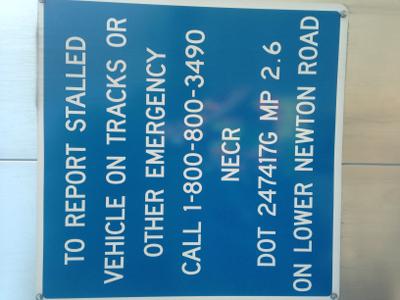 TO REPORT STALLED
VEHICLE ON TRACKS OR
OTHER EMERGENCY
CALL 1-800-800-3490
NECR
DOT 247417G MP 2.6
ON LOWER NEWTON ROAD